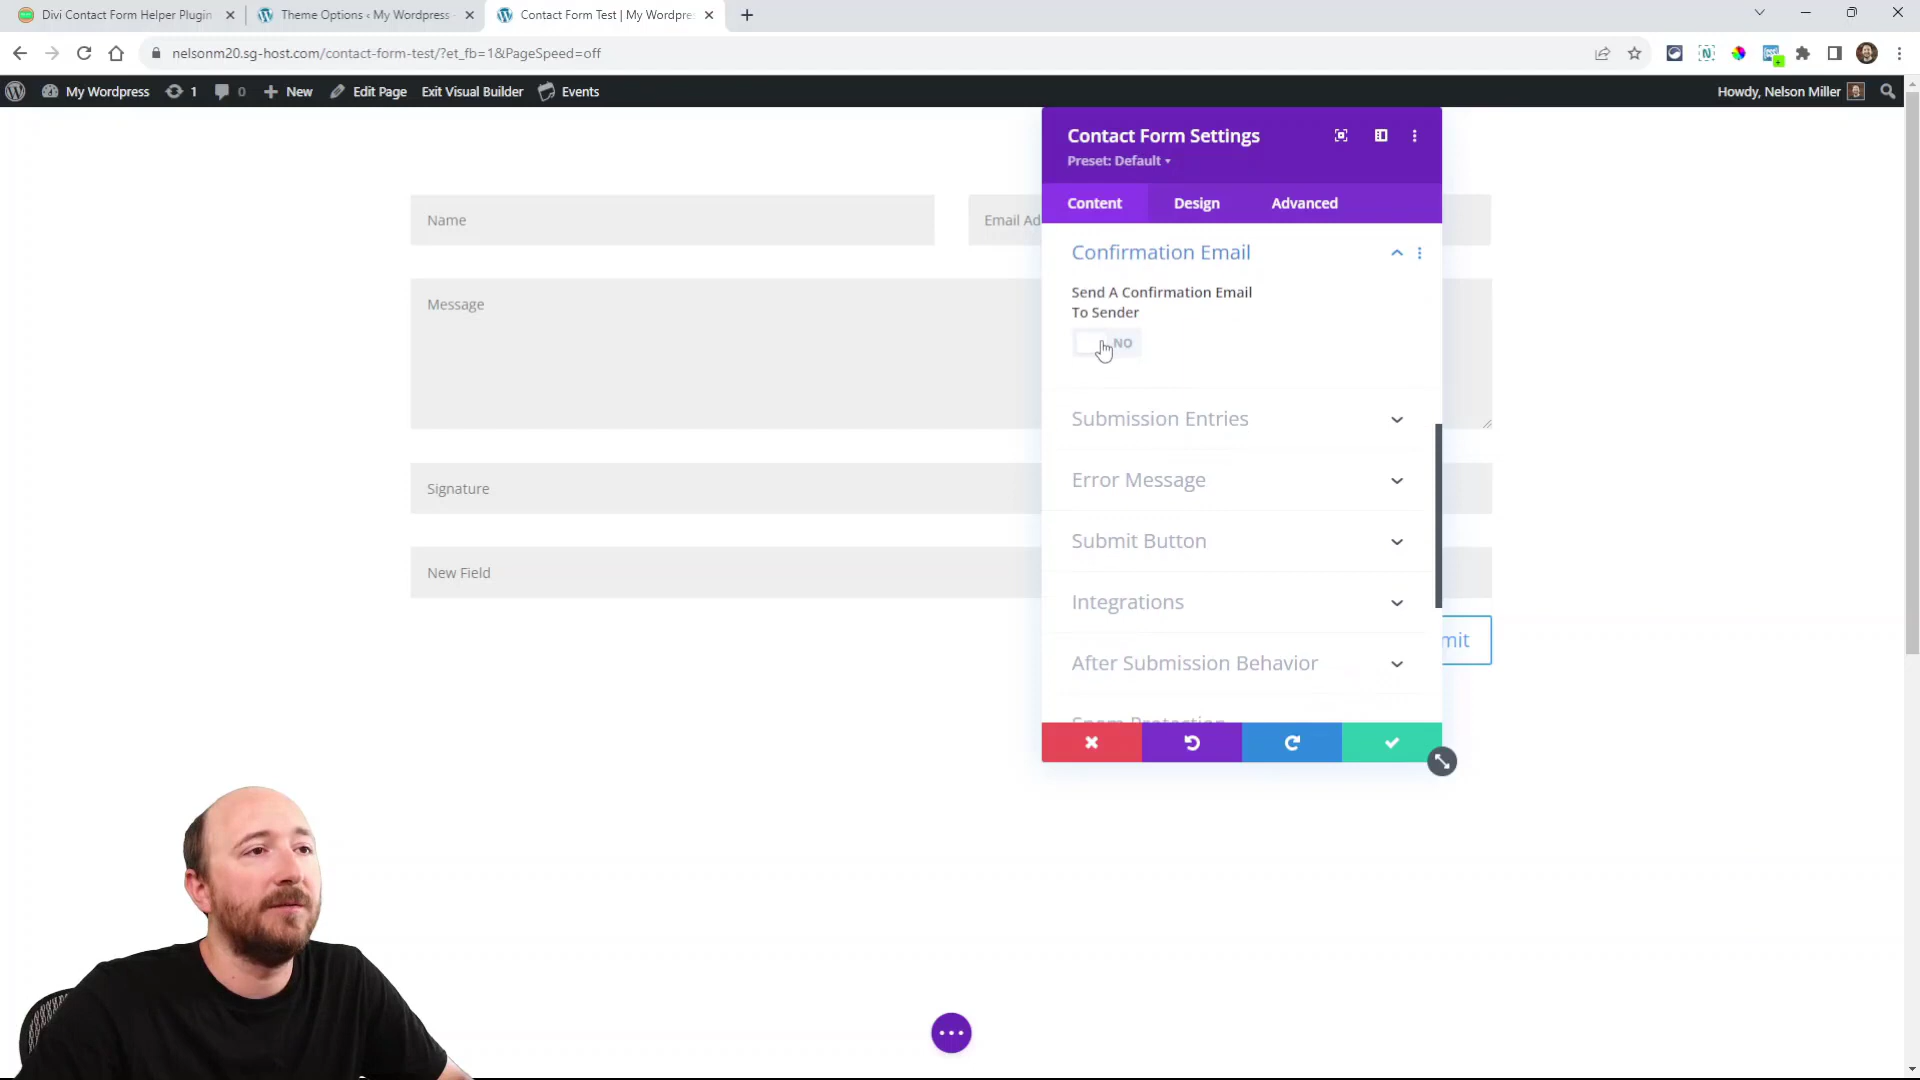 Divi Contact Form Helper Plugin
Theme Options ‹ My Wordpress
Contact Form Test | My Wordpre
nelsonm20.sg-host.com/contact-form-test/?et_fb=1&PageSpeed=off
My Wordpress
1
0
New
Edit Page
Exit Visual Builder
Events
Howdy, Nelson Miller
Contact Form Settings
Preset: Default
Content
Design
Advanced
Name
Email Ad
Confirmation Email
Send A Confirmation Email
To Sender
NO
Message
Submission Entries
Error Message
Signature
Submit Button
New Field
Integrations
mit
After Submission Behavior
Spam Protection